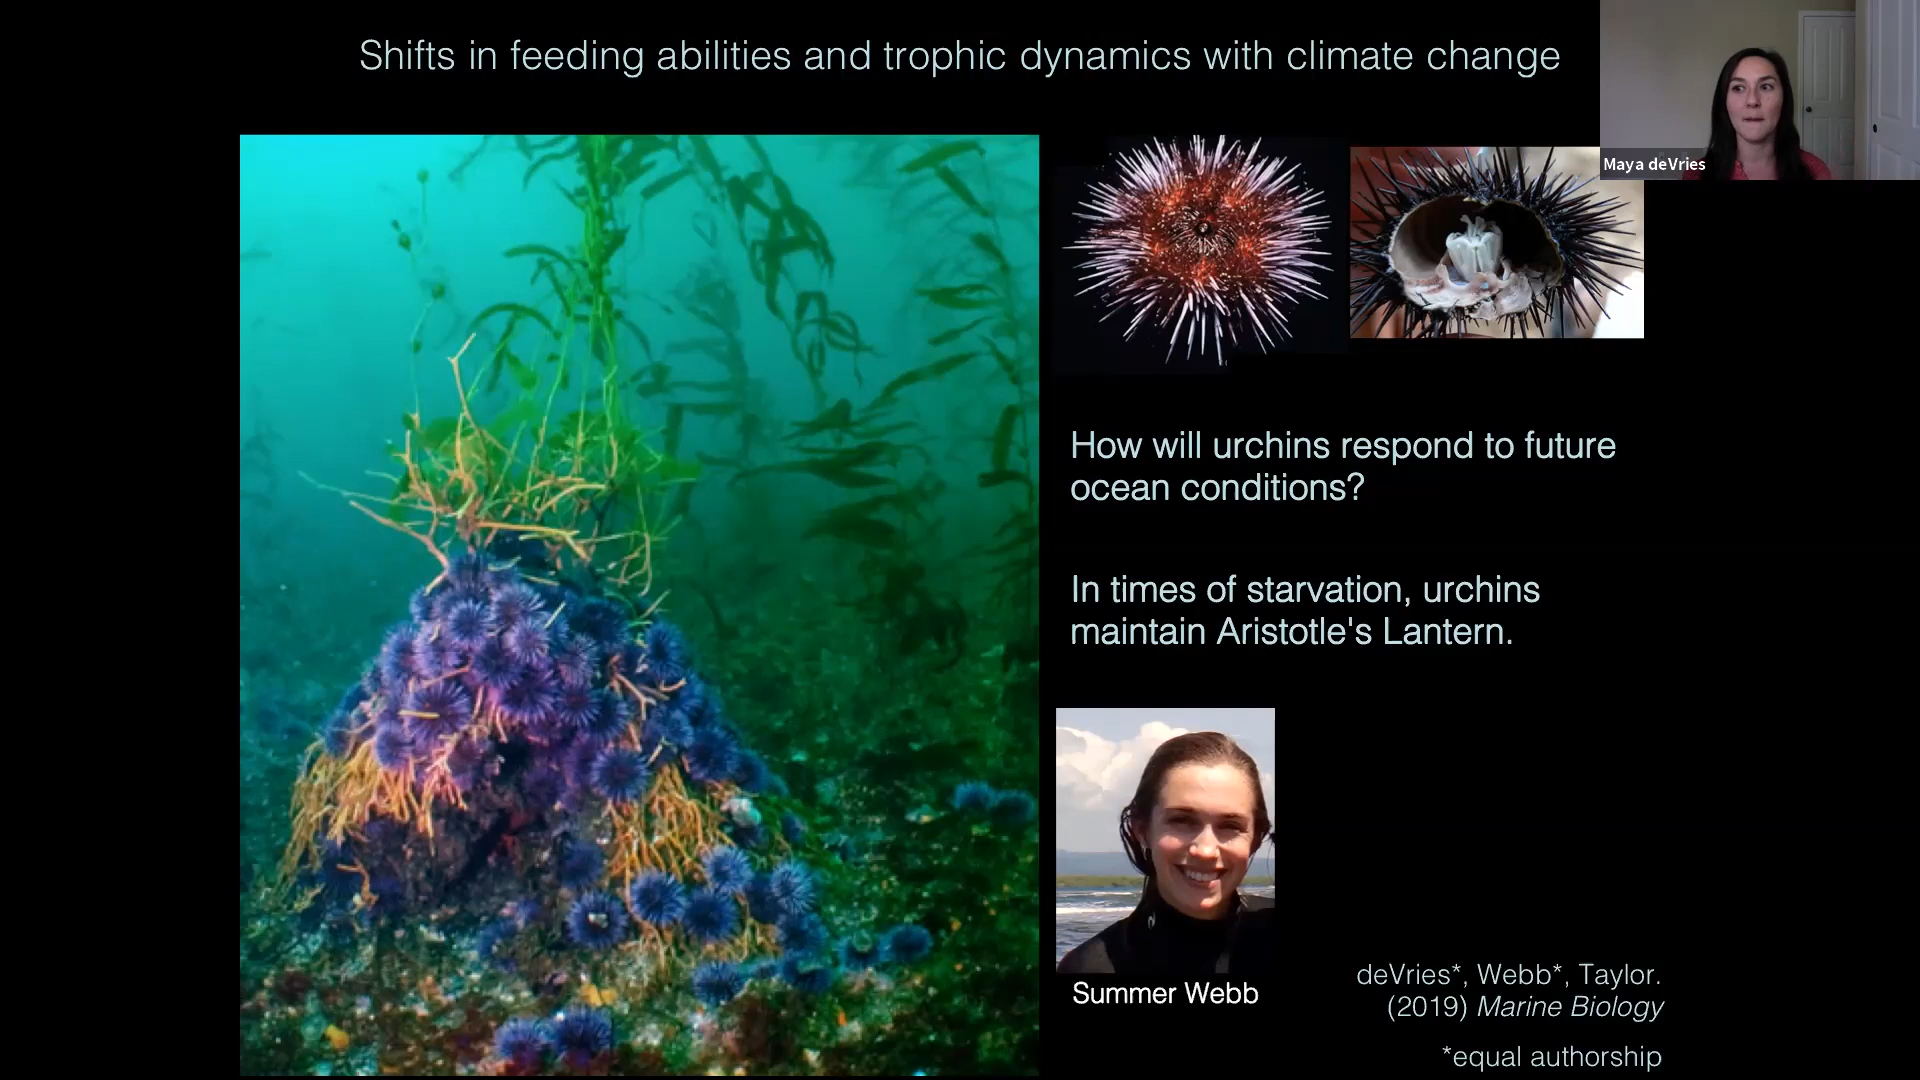 Shifts in feeding abilities and trophic dynamics with climate change
Maya deVries
How will urchins respond to future
ocean conditions?
In times of starvation, urchins
maintain Aristotle's Lantern.
Summer Webb
deVries*, Webb*, Taylor.
(2019) Marine Biology
*equal authorship